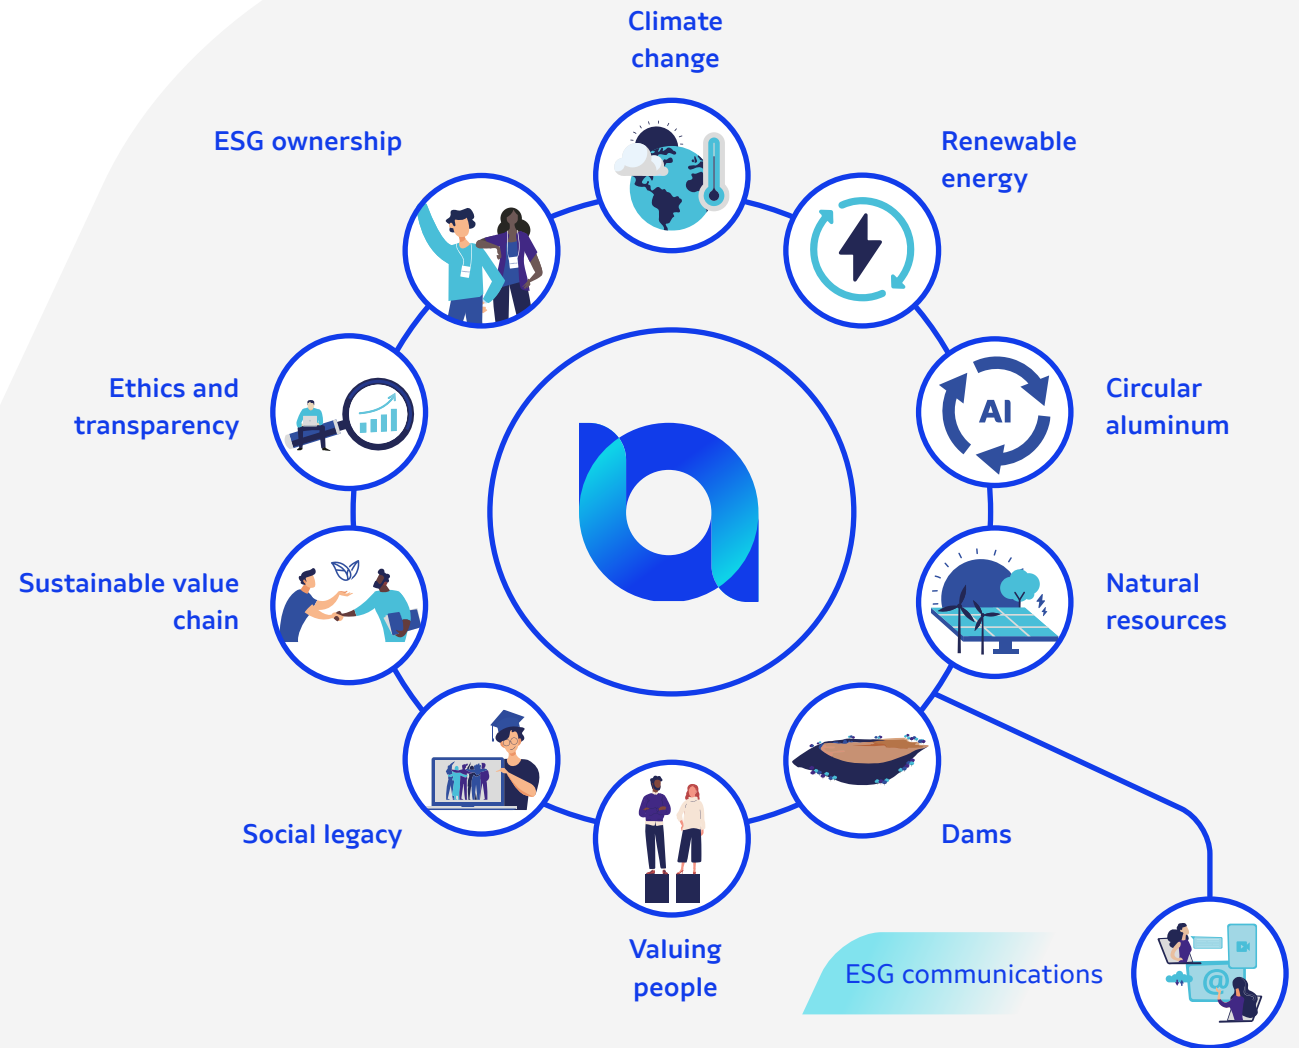 Climate
change
ESG ownership
Renewable
energy
Ethics and
transparency
Al
Circular
aluminum
Sustainable value
chain
Natural
resources
Social legacy
Dams
Valuing
people
ESG communications
@